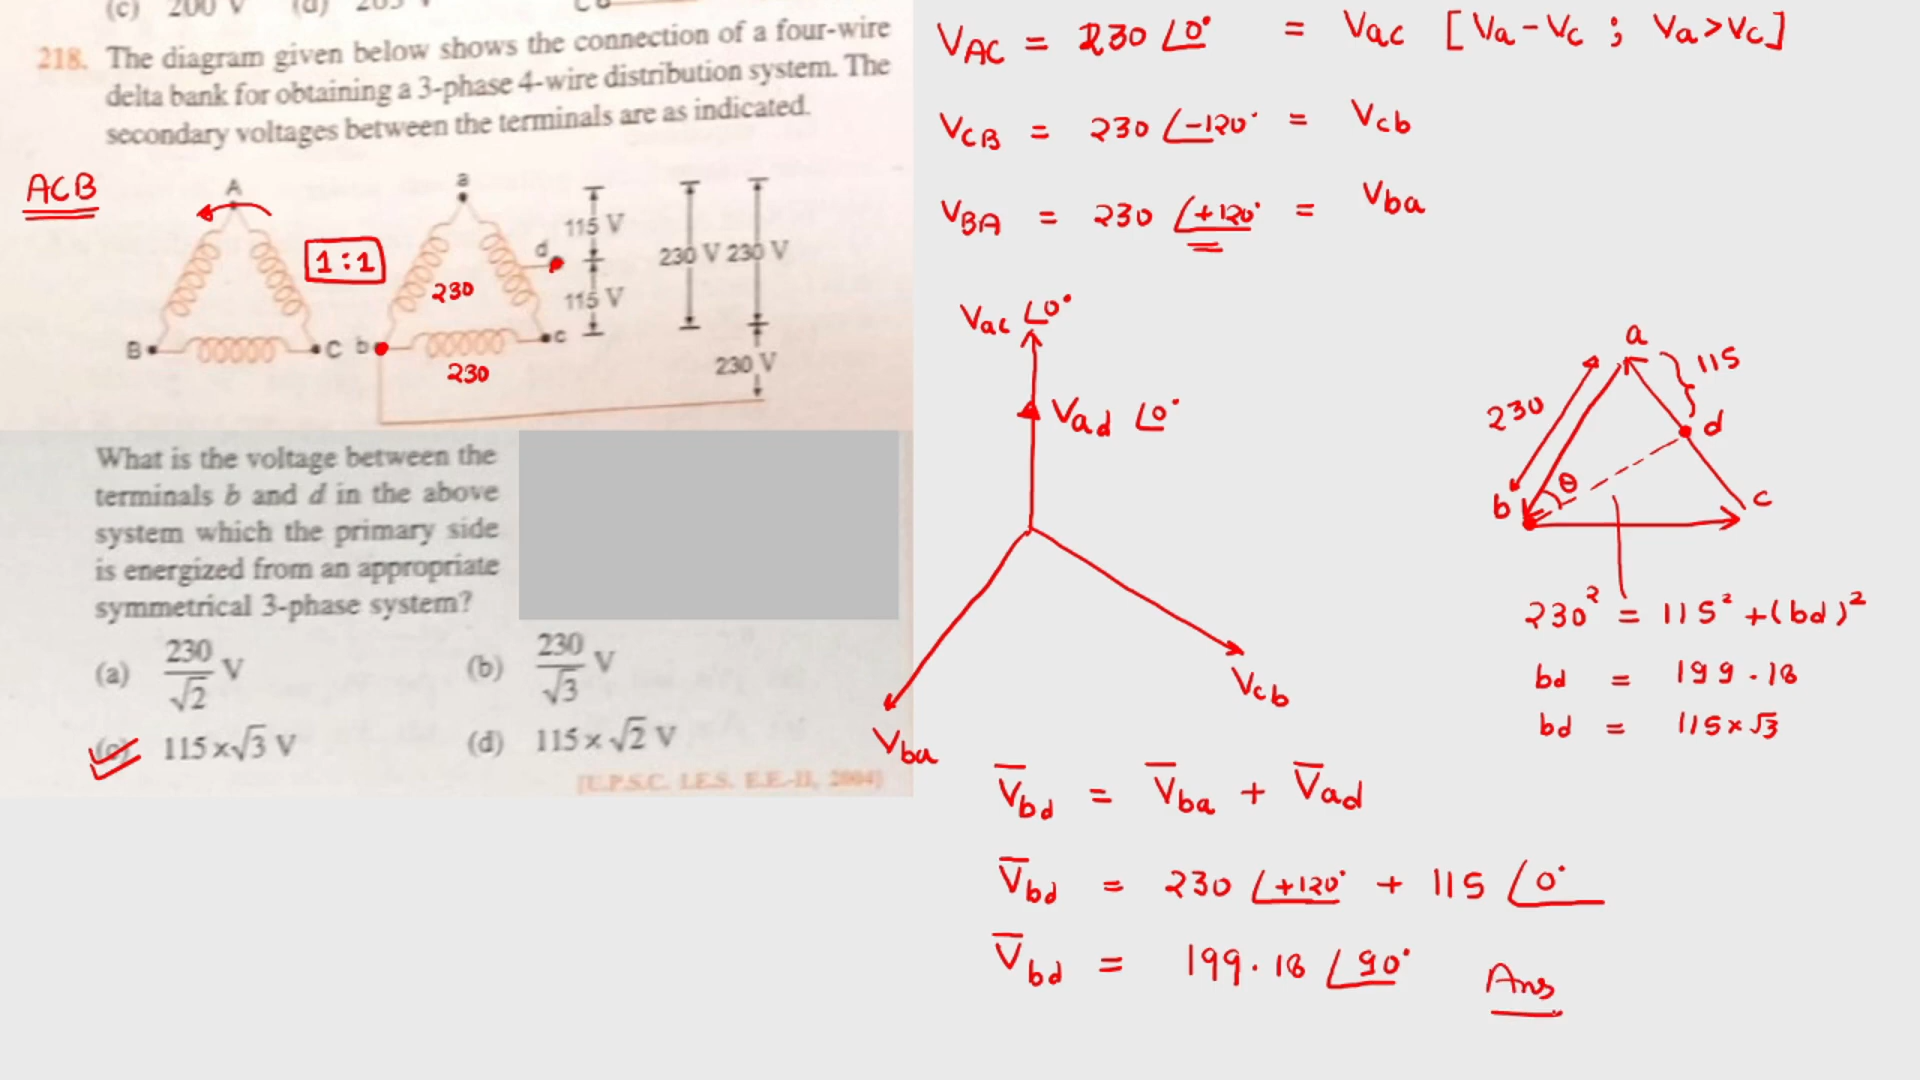 (c) 200 V (d) 205 V
218. The diagram given below shows the connection of a four-wire
delta bank for obtaining a 3-phase 4-wire distribution system. The
secondary voltages between the terminals are as indicated.
ACB
A
B
C
1:1
a
b
c
d
230
230
115 V
115 V
230 V
230 V
230 V
What is the voltage between the
terminals b and d in the above
system which the primary side
is energized from an appropriate
symmetrical 3-phase system?
(a) 230/√2 V
(b) 230/√3 V
(c) 115×√3 V
(d) 115×√2 V
[U.P.S.C. I.E.S. E.E.-II, 2004]
V_AC = 230 ∠0° = Vac [Va-Vc ; Va>Vc]
V_CB = 230 ∠-120° = Vcb
V_BA = 230 ∠+120° = Vba
Vac ∠0°
Vad ∠0°
Vba
Vcb
a
115
230
d
θ
b
c
230² = 115² + (bd)²
bd = 199.18
bd = 115×√3
V̅bd = V̅ba + V̅ad
V̅bd = 230 ∠+120° + 115 ∠0°
V̅bd = 199.18 ∠90° Ans